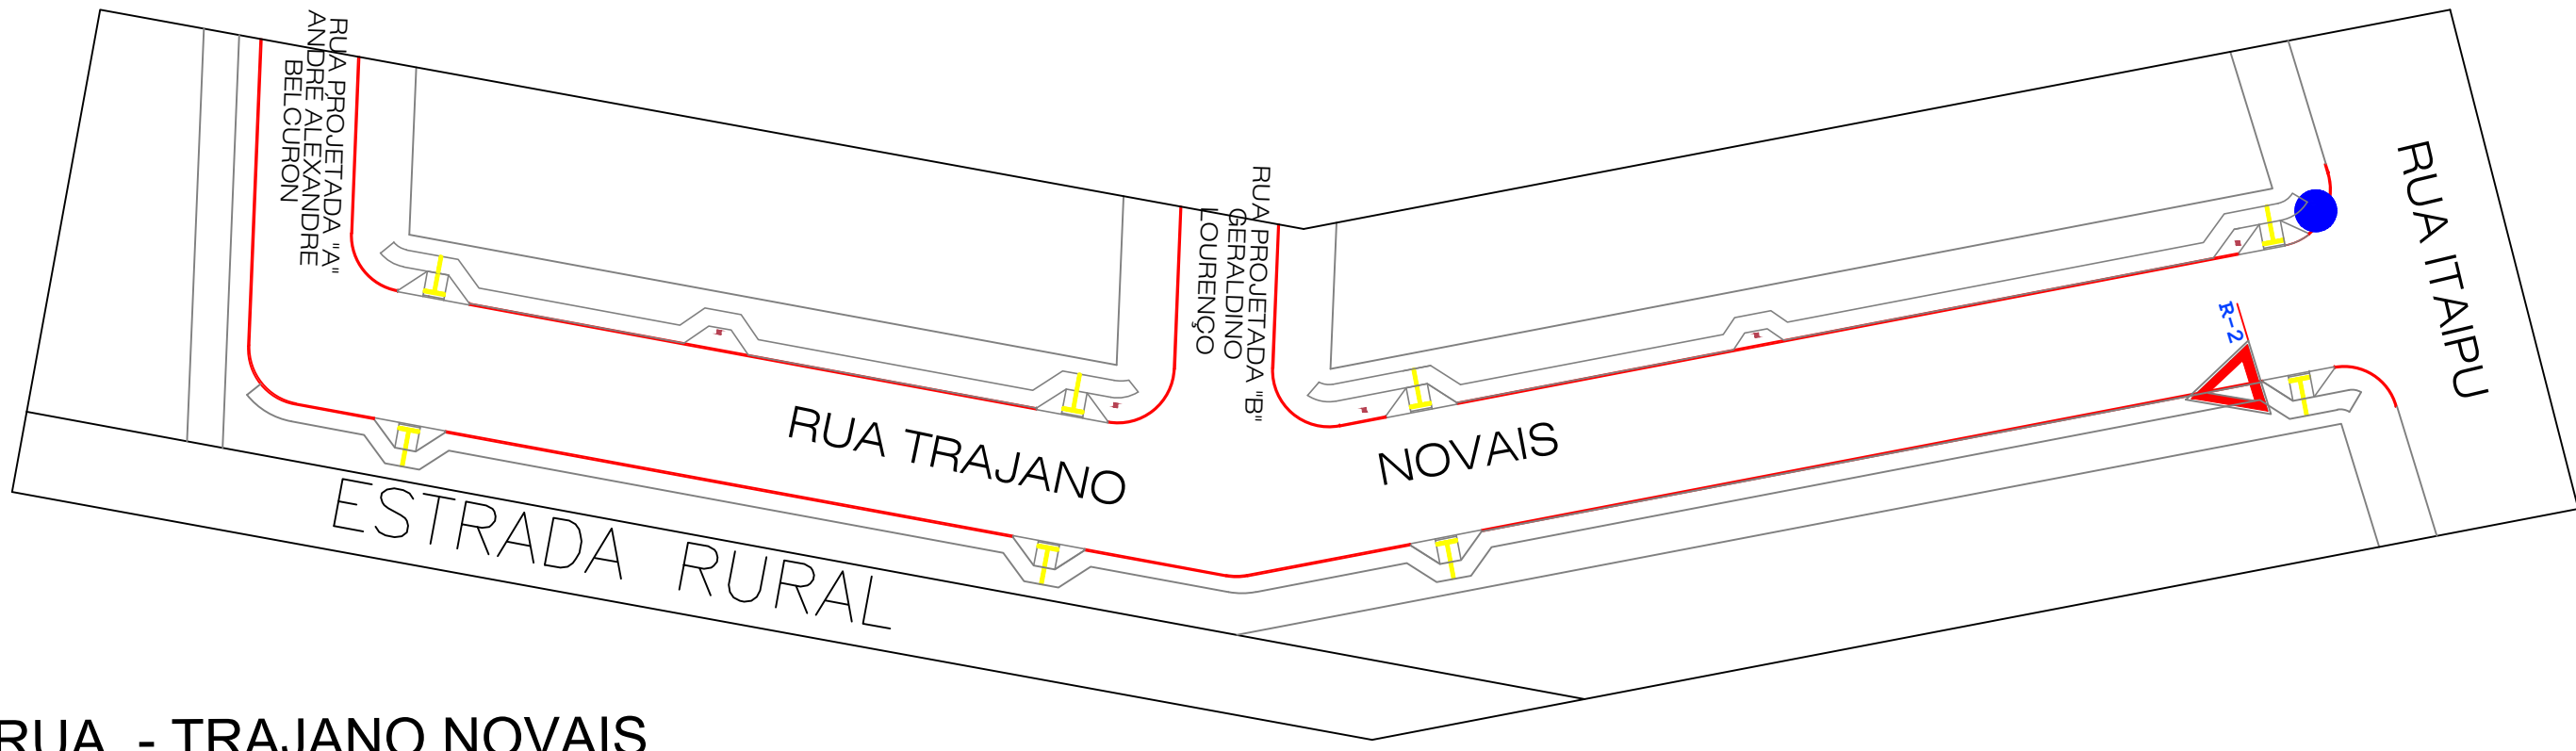 RUA PROJETADA "A"
ANDRÉ ALEXANDRE
BELCURON
RUA PROJETADA "B"
GERALDINO
LOURENÇO
RUA ITAIPU
R-2
RUA TRAJANO
NOVAIS
ESTRADA RURAL
RUA - TRAJANO NOVAIS